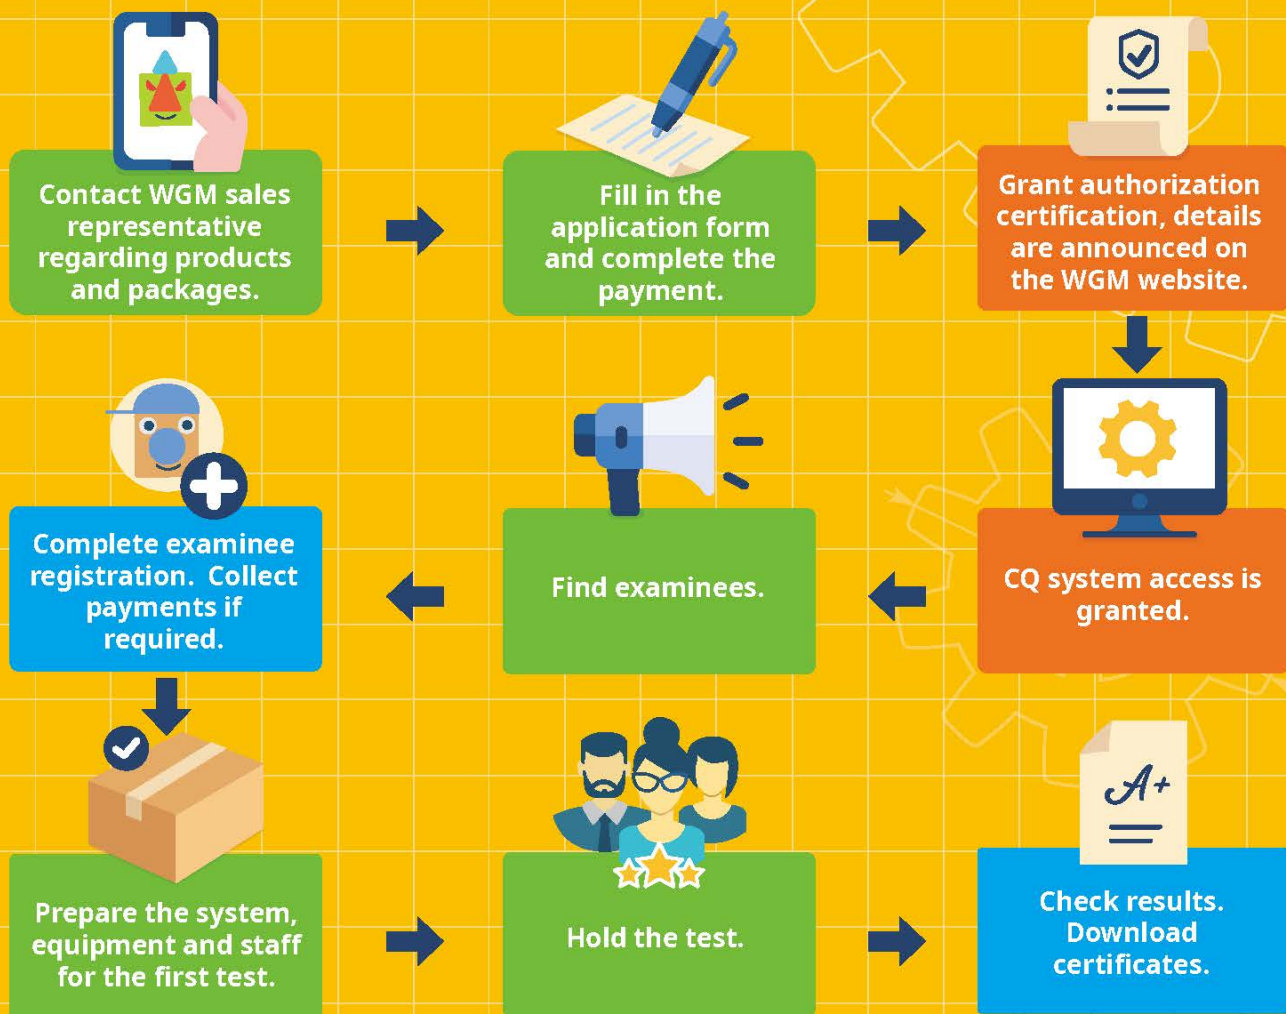 Contact WGM sales
representative
regarding products
and packages.
Fill in the
application form
and complete the
payment.
Grant authorization
certification, details
are announced on
the WGM website.
CQ system access is
granted.
Find examinees.
Complete examinee
registration.  Collect
payments if
required.
Prepare the system,
equipment and staff
for the first test.
Hold the test.
A+
Check results.
Download
certificates.